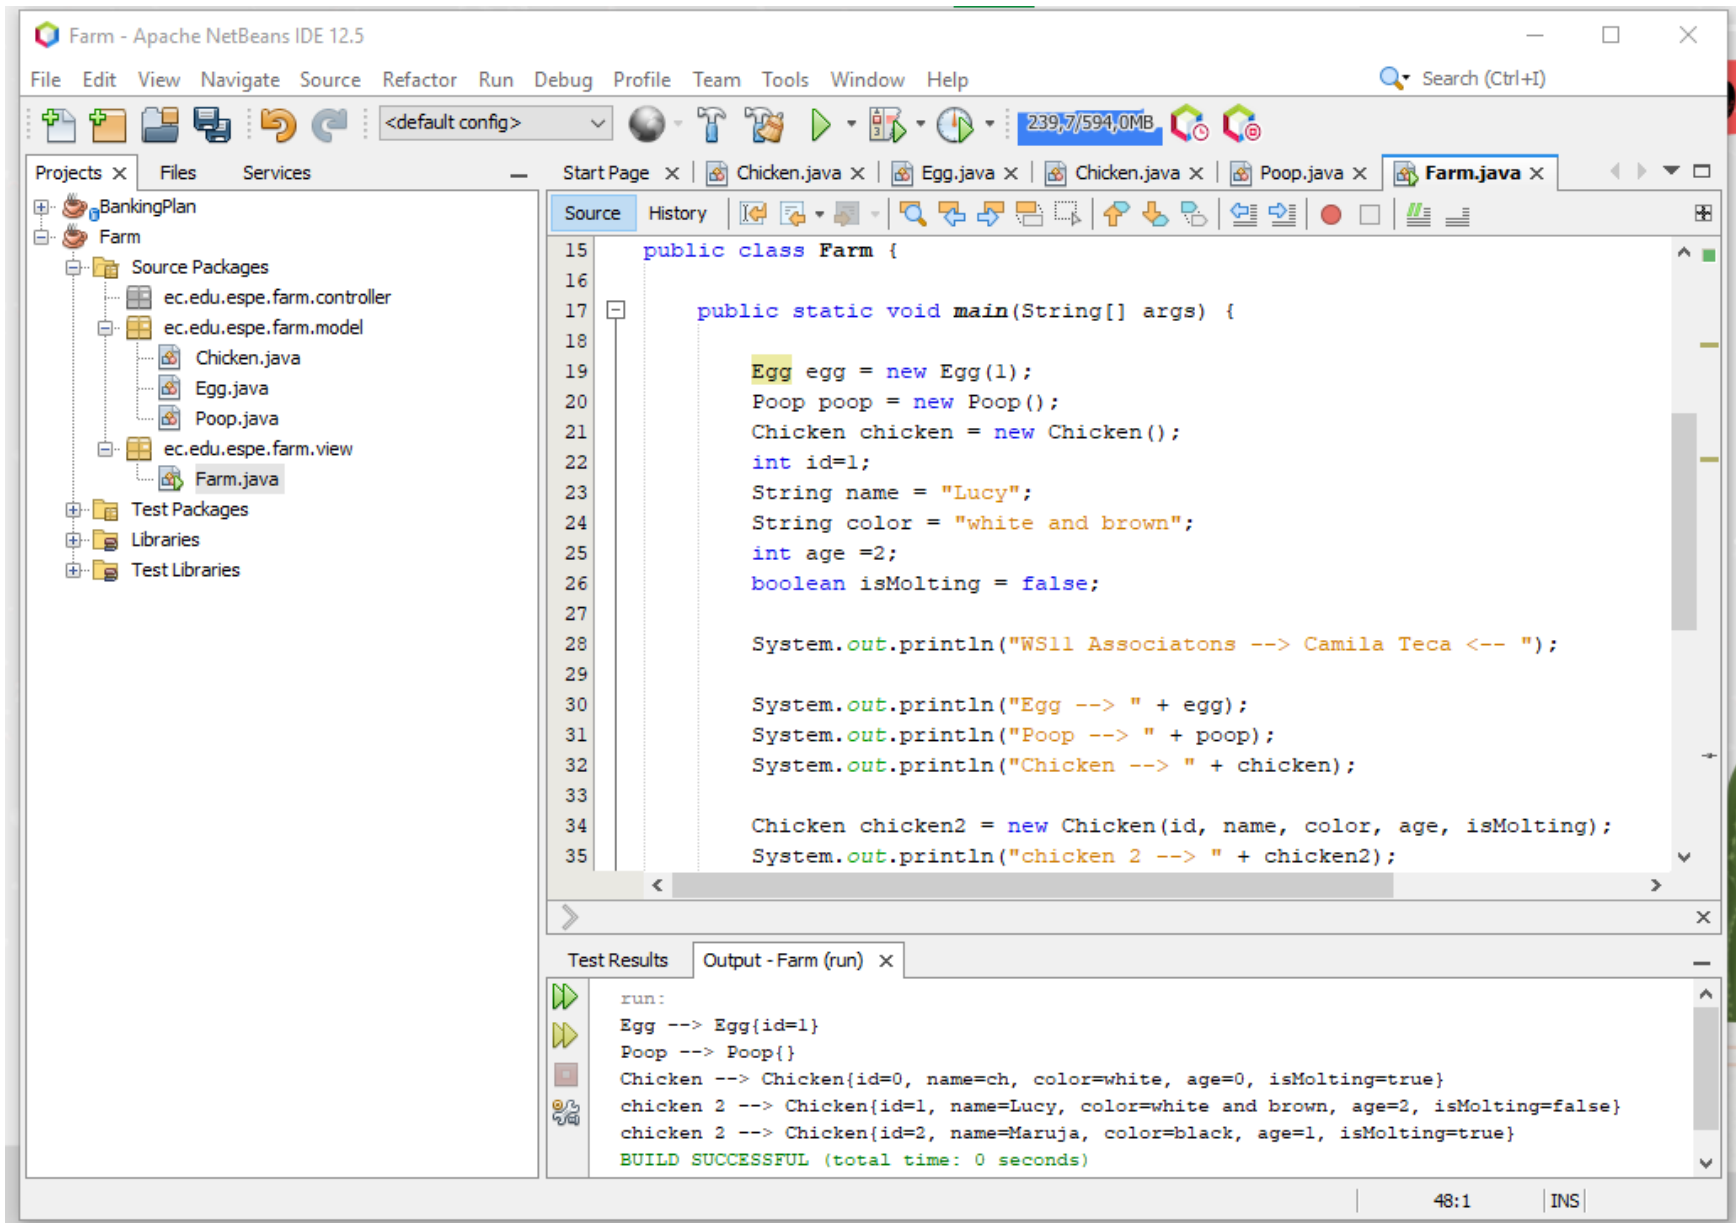 Farm - Apache NetBeans IDE 12.5
File Edit View Navigate Source Refactor Run Debug Profile Team Tools Window Help
Search (Ctrl+I)
<default config>
239,7/594,0MB
Projects Files Services
BankingPlan
Farm
Source Packages
ec.edu.espe.farm.controller
ec.edu.espe.farm.model
Chicken.java
Egg.java
Poop.java
ec.edu.espe.farm.view
Farm.java
Test Packages
Libraries
Test Libraries
Start Page Chicken.java Egg.java Chicken.java Poop.java Farm.java
Source History
15 public class Farm {
16
17 public static void main(String[] args) {
18
19 Egg egg = new Egg(1);
20 Poop poop = new Poop();
21 Chicken chicken = new Chicken();
22 int id=1;
23 String name = "Lucy";
24 String color = "white and brown";
25 int age =2;
26 boolean isMolting = false;
27
28 System.out.println("WS11 Associatons --> Camila Teca <-- ");
29
30 System.out.println("Egg --> " + egg);
31 System.out.println("Poop --> " + poop);
32 System.out.println("Chicken --> " + chicken);
33
34 Chicken chicken2 = new Chicken(id, name, color, age, isMolting);
35 System.out.println("chicken 2 --> " + chicken2);
Test Results Output - Farm (run)
run:
Egg --> Egg{id=1}
Poop --> Poop{}
Chicken --> Chicken{id=0, name=ch, color=white, age=0, isMolting=true}
chicken 2 --> Chicken{id=1, name=Lucy, color=white and brown, age=2, isMolting=false}
chicken 2 --> Chicken{id=2, name=Maruja, color=black, age=1, isMolting=true}
BUILD SUCCESSFUL (total time: 0 seconds)
48:1 INS